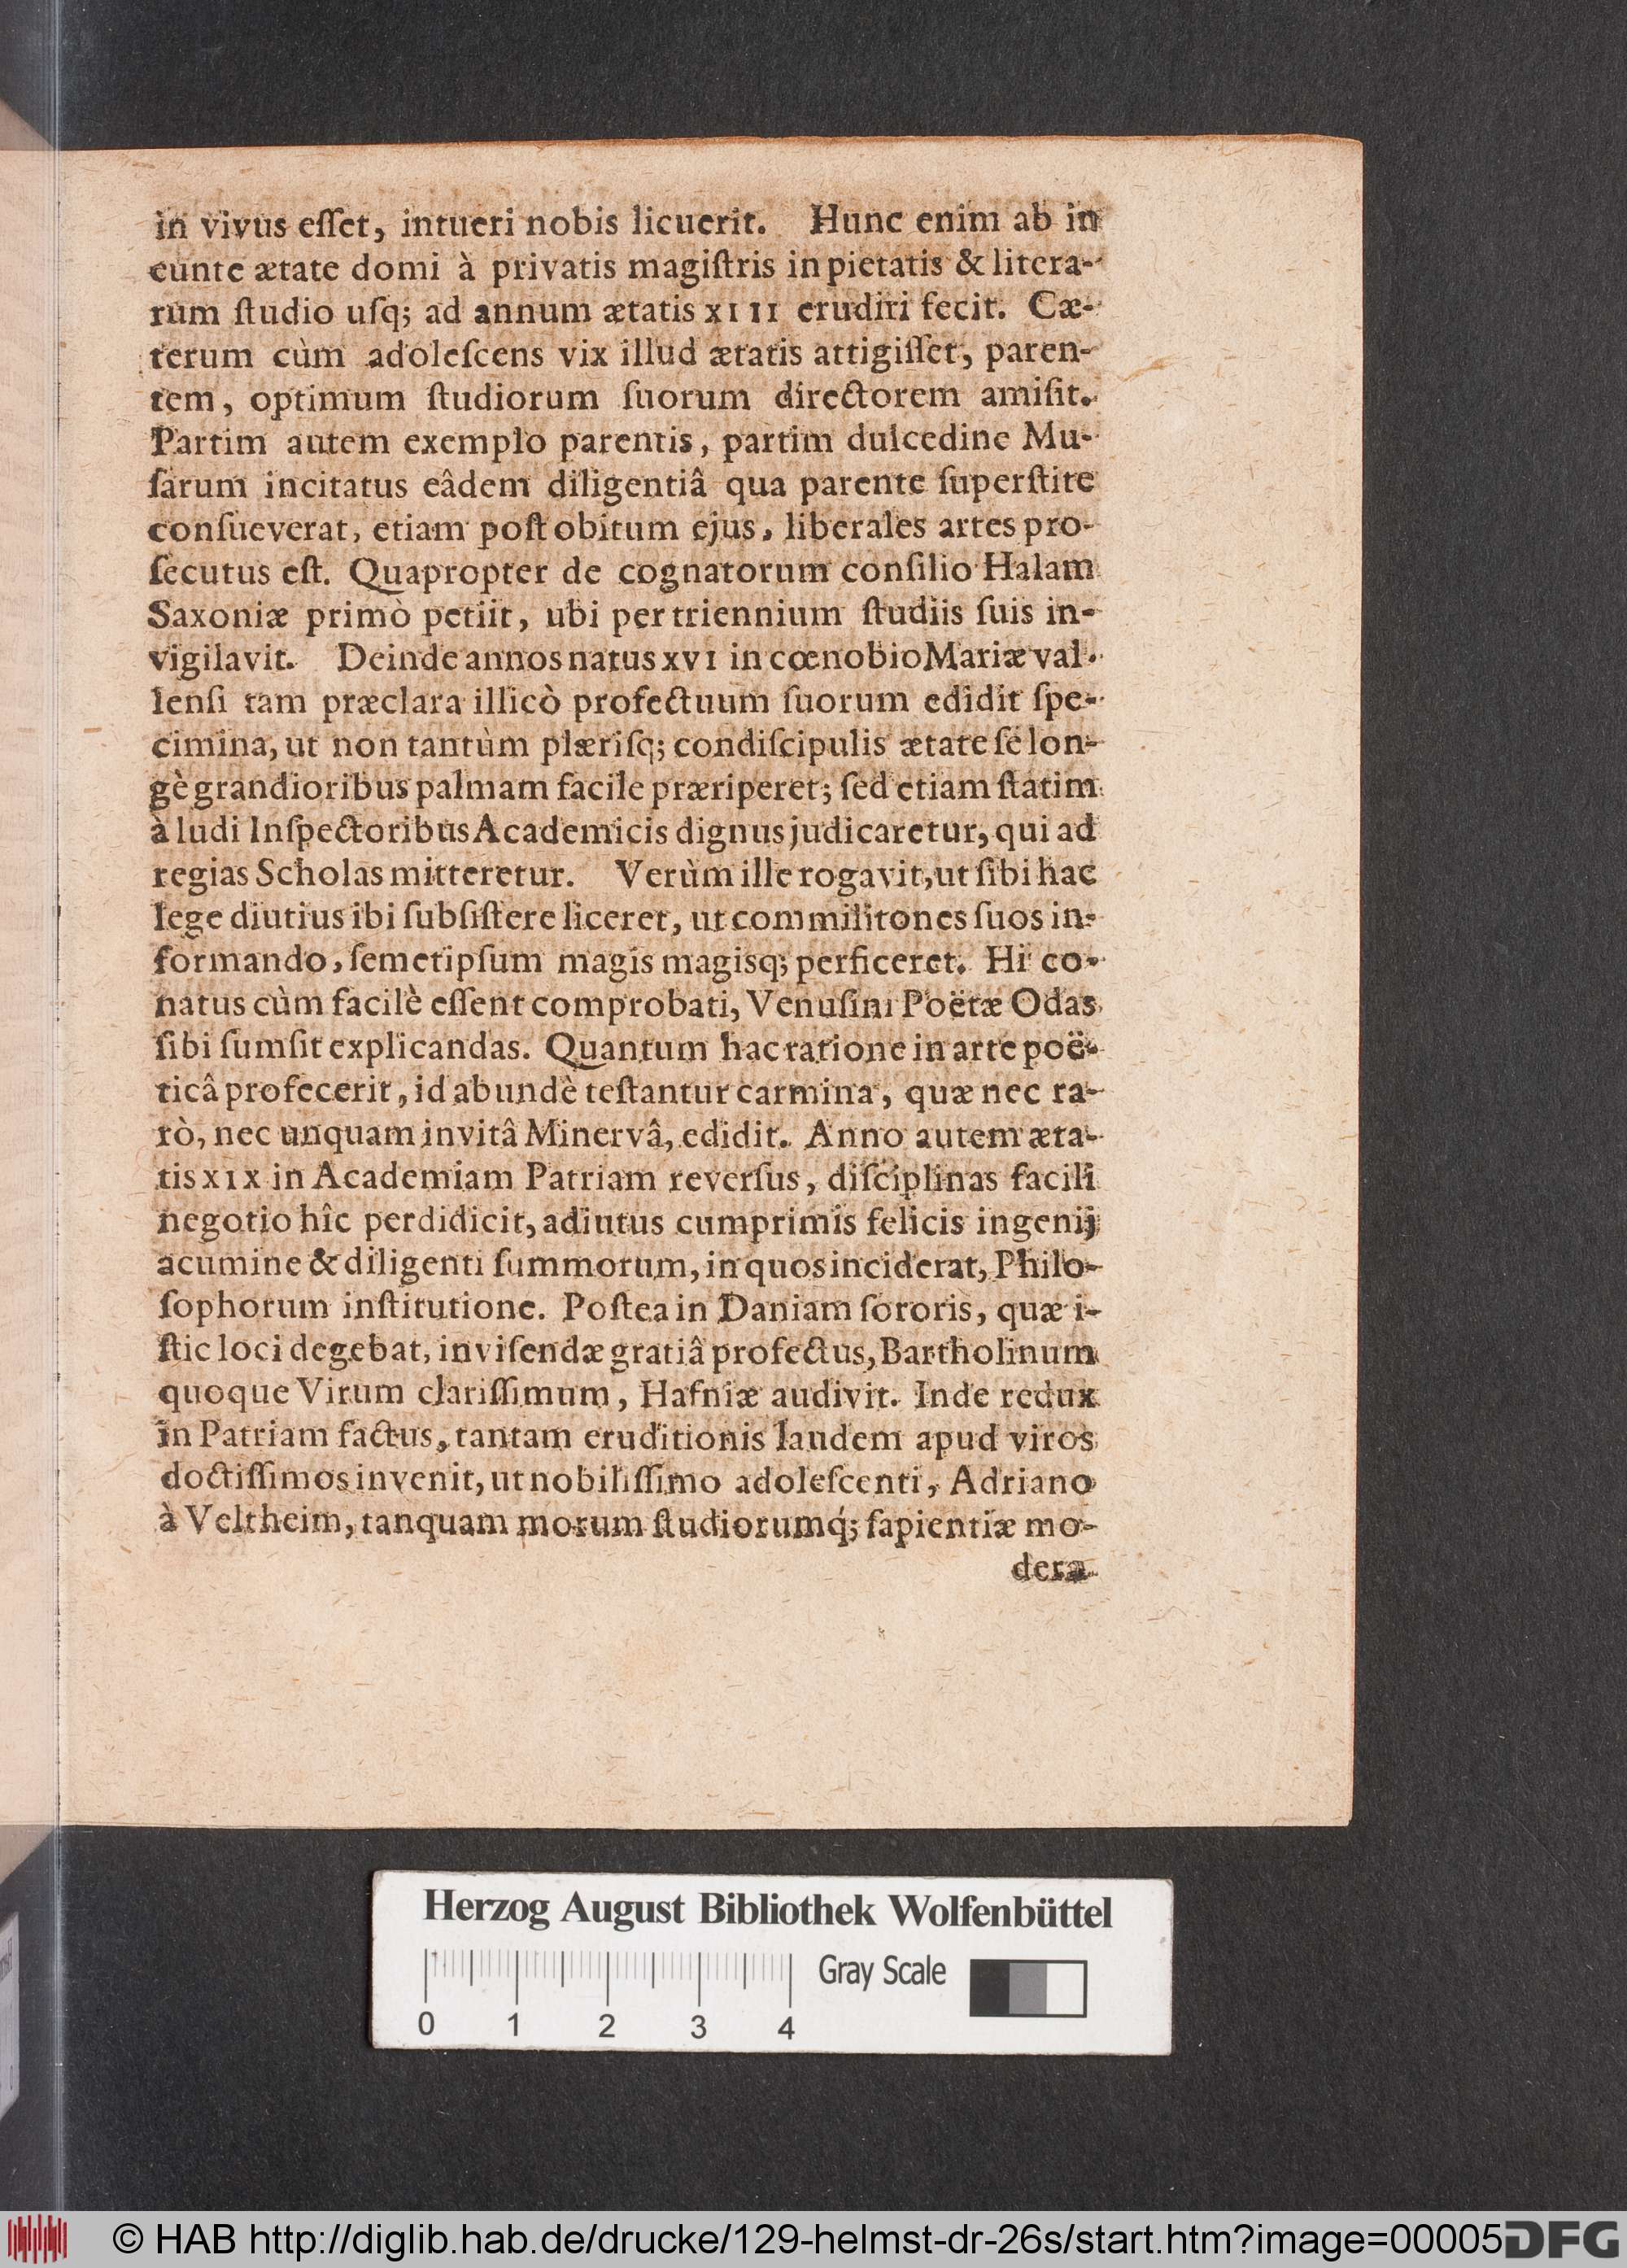 in vivus eſſet, intueri nobis licuerit. Hunc enim ab in
eunte ætate domi à privatis magiſtris in pietatis & litera-
rum ſtudio uſq; ad annum ætatis XIII erudiri fecit. Cæ-
terum cùm adoleſcens vix illud ætatis attigiſſet, paren-
tem, optimum ſtudiorum ſuorum directorem amiſit.
Partim autem exemplo parentis, partim dulcedine Mu-
ſarum incitatus eâdem diligentiâ qua parente ſuperſtite
conſueverat, etiam poſt obitum ejus, liberales artes pro-
ſecutus eſt. Quapropter de cognatorum conſilio Halam
Saxoniæ primò petiit, ubi per triennium ſtudiis ſuis in-
vigilavit. Deinde annos natus XVI in cœnobio Mariæ val-
lenſi tam præclara illicò profectuum ſuorum edidit ſpe-
cimina, ut non tantùm plæriſq; condiſcipulis ætate ſe lon-
gè grandioribus palmam facile præriperet; ſed etiam ſtatim
à ludi Inſpectoribus Academicis dignus judicaretur, qui ad
regias Scholas mitteretur. Verùm ille rogavit, ut ſibi hac
lege diutius ibi ſubſiſtere liceret, ut commilitones ſuos in-
formando, ſemetipſum magis magisq; perficeret. Hi co-
natus cùm facilè eſſent comprobati, Venuſini Poëtæ Odas
ſibi ſumſit explicandas. Quantum hac ratione in arte poë-
ticâ profecerit, id abundè teſtantur carmina, quæ nec ra-
rò, nec unquam invitâ Minervâ, edidit. Anno autem æta-
tis XIX in Academiam Patriam reverſus, diſciplinas facili
negotio hîc perdidicit, adiutus cumprimis felicis ingenij
acumine & diligenti ſummorum, in quos inciderat, Philo-
ſophorum inſtitutione. Poſtea in Daniam ſororis, quæ i-
ſtic loci degebat, inviſendæ gratiâ profectus, Bartholinum
quoque Virum clariſſimum, Hafniæ audivit. Inde redux
in Patriam factus, tantam eruditionis laudem apud viros
doctiſſimos invenit, ut nobiliſſimo adoleſcenti, Adriano
à Veltheim, tanquam morum ſtudiorumq́; ſapientiæ mo-
dera-
Herzog August Bibliothek Wolfenbüttel
Gray Scale
0 1 2 3 4
© HAB http://diglib.hab.de/drucke/129-helmst-dr-26s/start.htm?image=00005 DFG